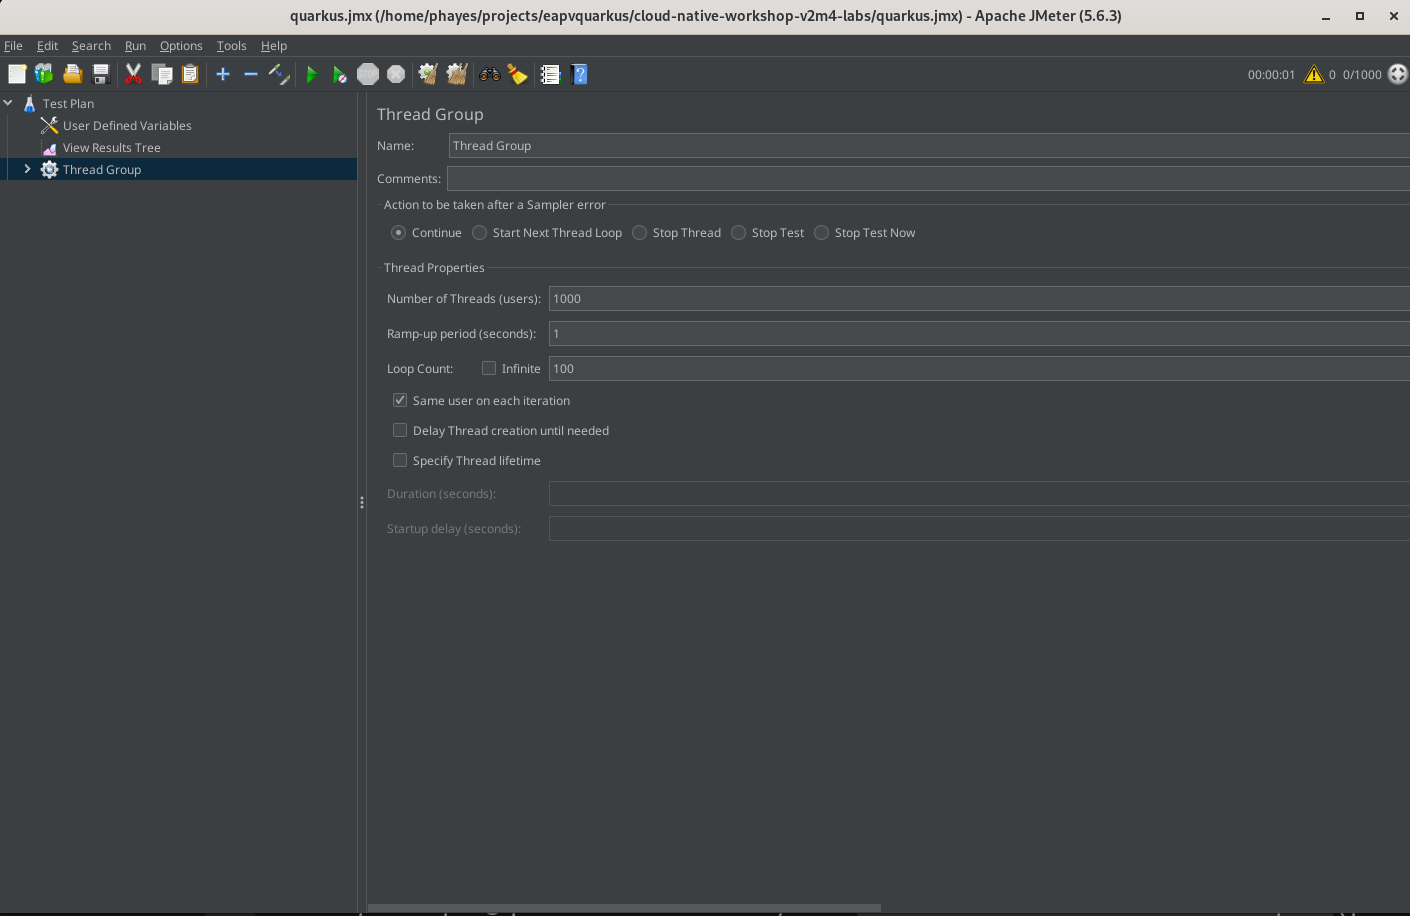 quarkus.jmx (/home/phayes/projects/eapvquarkus/cloud-native-workshop-v2m4-labs/quarkus.jmx) - Apache JMeter (5.6.3)
File Edit Search Run Options Tools Help
00:00:01 0 0/1000
Test Plan
User Defined Variables
View Results Tree
Thread Group
Thread Group
Name: Thread Group
Comments:
Action to be taken after a Sampler error
Continue Start Next Thread Loop Stop Thread Stop Test Stop Test Now
Thread Properties
Number of Threads (users): 1000
Ramp-up period (seconds): 1
Loop Count: Infinite 100
Same user on each iteration
Delay Thread creation until needed
Specify Thread lifetime
Duration (seconds):
Startup delay (seconds):